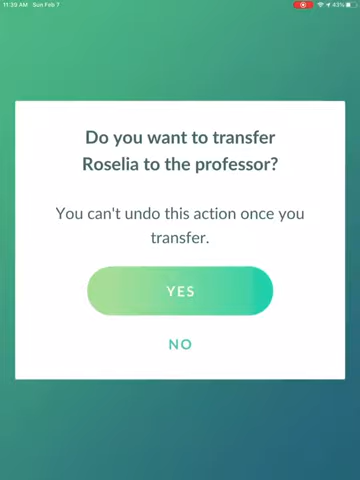 11:39 AM Sun Feb 7 43%
Do you want to transfer
Roselia to the professor?
You can't undo this action once you
transfer.
YES
NO